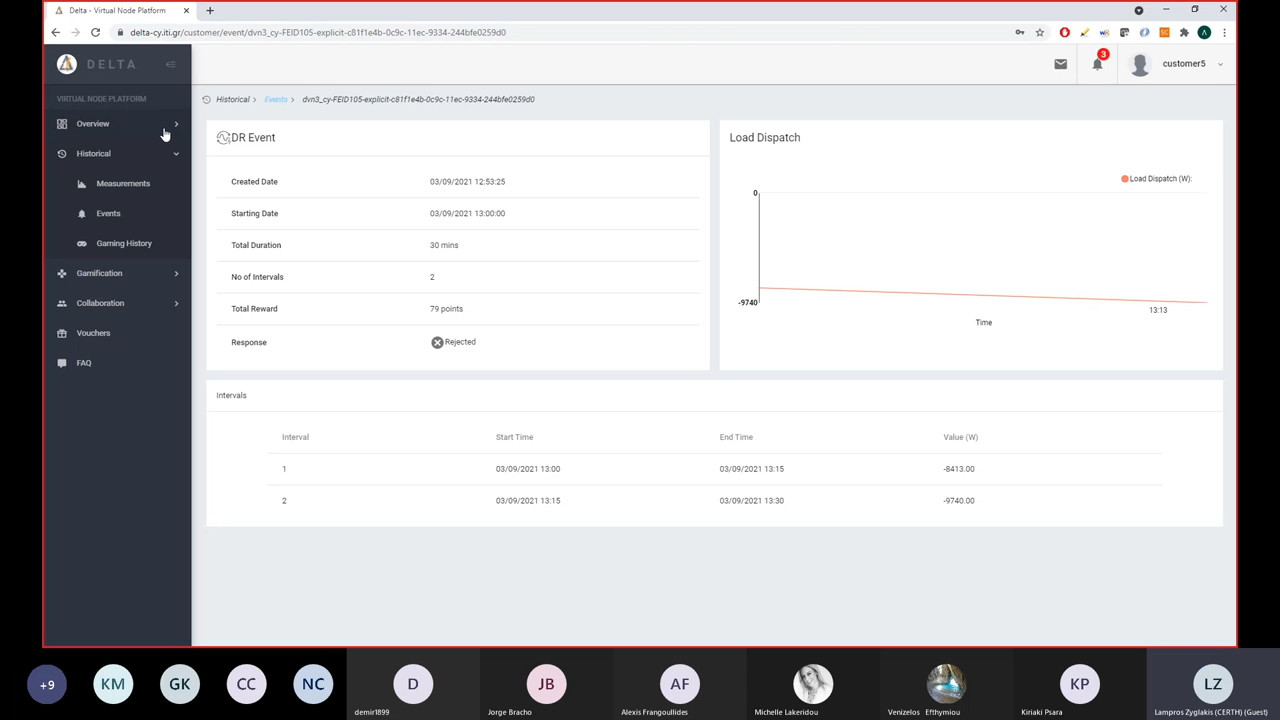 Delta - Virtual Node Platform
delta-cy.iti.gr/customer/event/dvn3_cy-FEID105-explicit-c81f1e4b-0c9c-11ec-9334-244bfe0259d0
DELTA
3
customer5
VIRTUAL NODE PLATFORM
Overview
Historical
Measurements
Events
Gaming History
Gamification
Collaboration
Vouchers
FAQ
Historical > Events > dvn3_cy-FEID105-explicit-c81f1e4b-0c9c-11ec-9334-244bfe0259d0
DR Event
Created Date 03/09/2021 12:53:25
Starting Date 03/09/2021 13:00:00
Total Duration 30 mins
No of Intervals 2
Total Reward 79 points
Response Rejected
Load Dispatch
Load Dispatch (W):
0
-9740
13:13
Time
Intervals
Interval Start Time End Time Value (W)
1 03/09/2021 13:00 03/09/2021 13:15 -8413.00
2 03/09/2021 13:15 03/09/2021 13:30 -9740.00
+9 KM GK CC NC D JB AF KP LZ
demir1899 Jorge Bracho Alexis Frangoullides Michelle Lakeridou Venizelos Efthymiou Kiriaki Psara Lampros Zyglakis (CERTH) (Guest)